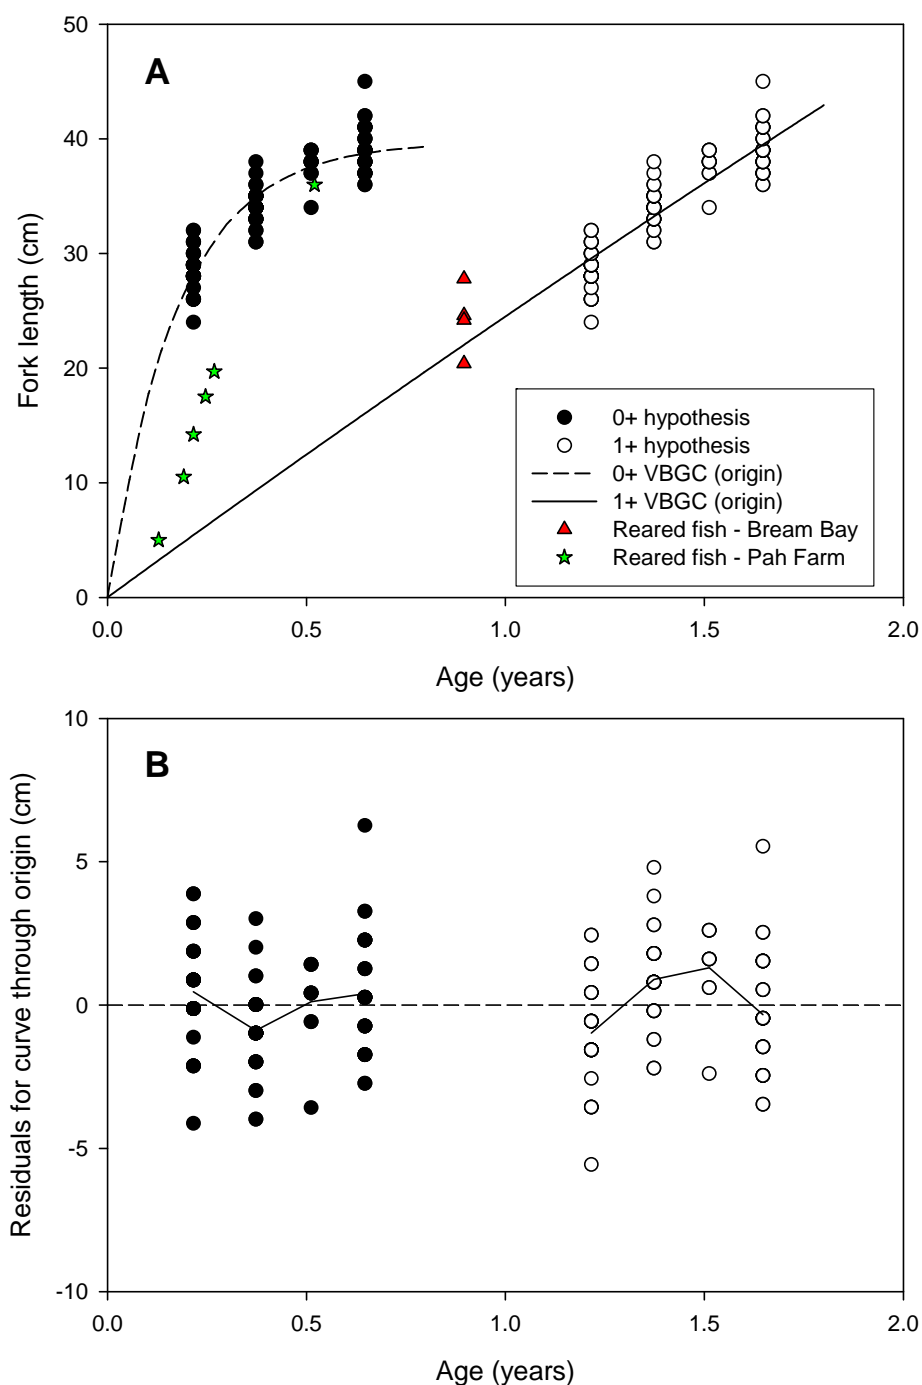 A
50
40
30
20
10
0
Fork length (cm)
0+ hypothesis
1+ hypothesis
0+ VBGC (origin)
1+ VBGC (origin)
Reared fish - Bream Bay
Reared fish - Pah Farm
0.0 0.5 1.0 1.5 2.0
Age (years)
B
10
5
0
-5
-10
Residuals for curve through origin (cm)
0.0 0.5 1.0 1.5 2.0
Age (years)